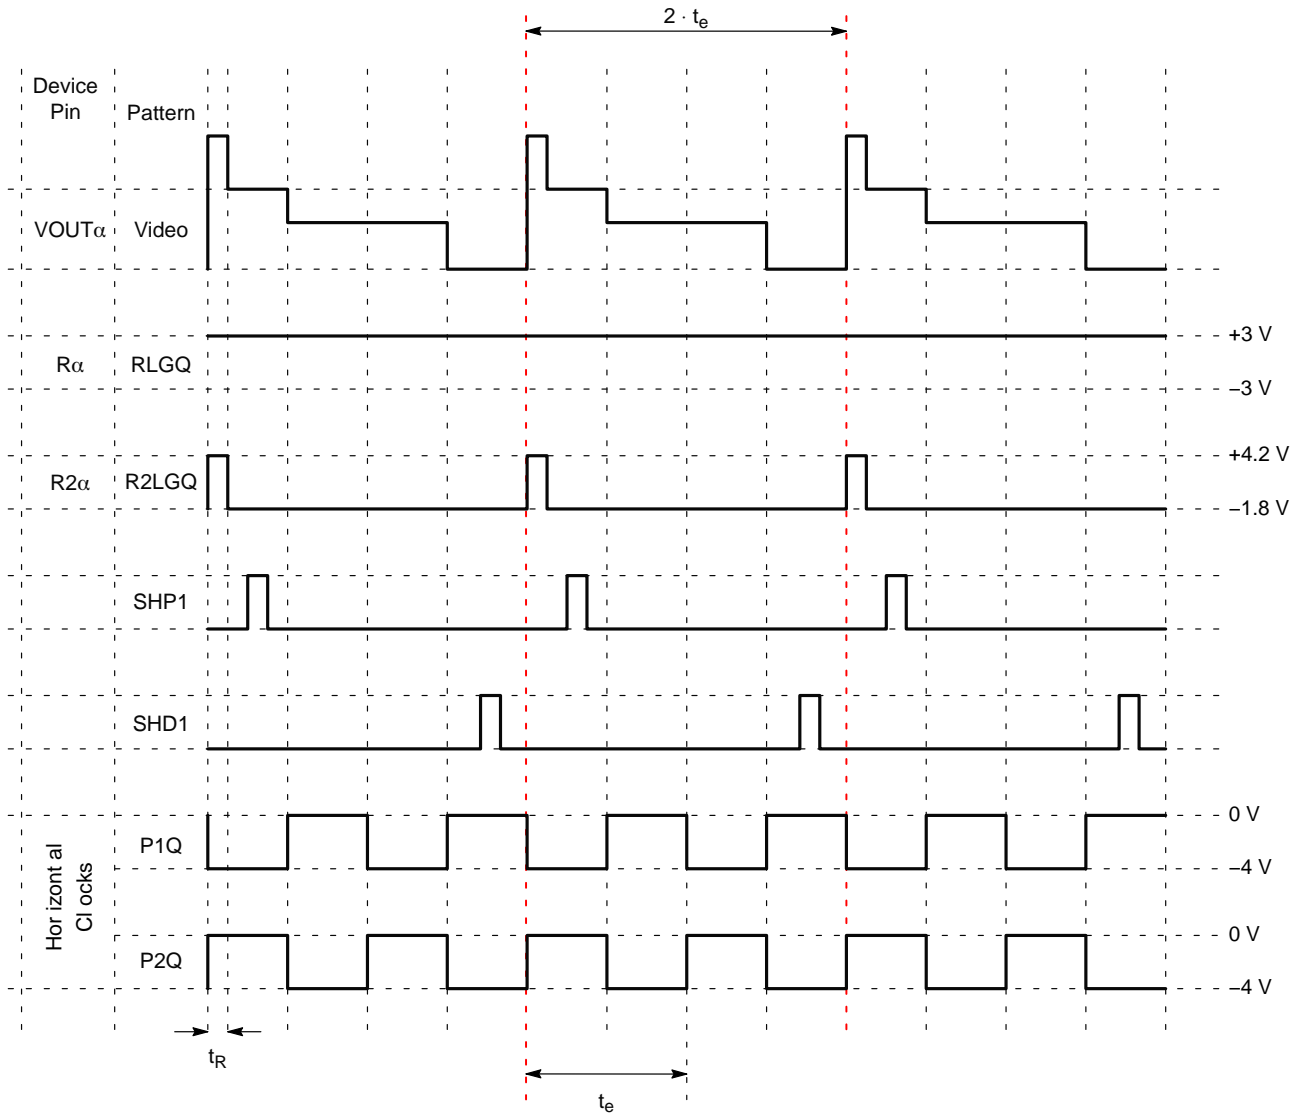 2 · te
Device
Pin
Pattern
VOUTα
Video
+3 V
Rα
RLGQ
−3 V
+4.2 V
R2α
R2LGQ
−1.8 V
SHP1
SHD1
0 V
P1Q
−4 V
Hor izont al
Cl ocks
0 V
P2Q
−4 V
tR
te